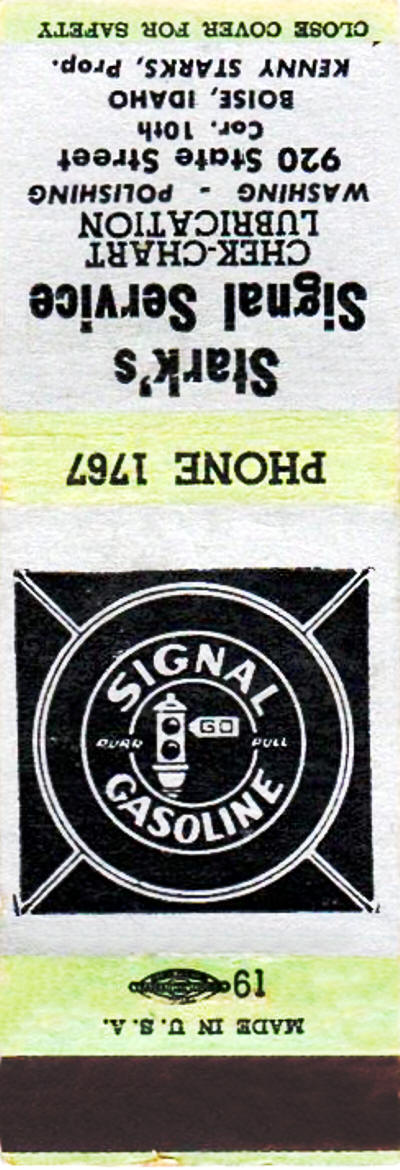 Stark's
Signal Service
CHEK-CHART
LUBRICATION
WASHING - POLISHING
920 State Street
Cor. 10th
BOISE, IDAHO
KENNY STARKS, Prop.
CLOSE COVER FOR SAFETY
PHONE 1767
SIGNAL
GO
PURR PULL
GASOLINE
19
MADE IN U.S.A.